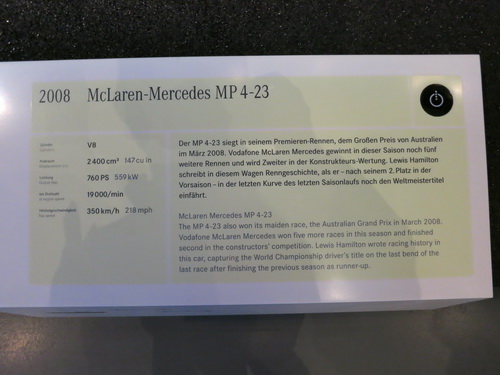 2008 McLaren-Mercedes MP 4-23
Zylinder
V8
Hubraum
2 400 cm³ 147 cu in
Leistung
760 PS 559 kW
bei Drehzahl
19 000/min
Höchstgeschwindigkeit
350 km/h 218 mph
Der MP 4-23 siegt in seinem Premieren-Rennen, dem Großen Preis von Australien
im März 2008. Vodafone McLaren Mercedes gewinnt in dieser Saison noch fünf
weitere Rennen und wird Zweiter in der Konstrukteurs-Wertung. Lewis Hamilton
schreibt in diesem Wagen Renngeschichte, als er – nach seinem 2. Platz in der
Vorsaison – in der letzten Kurve des letzten Saisonlaufs noch den Weltmeistertitel
einfährt.
McLaren Mercedes MP 4-23
The MP 4-23 also won its maiden race, the Australian Grand Prix in March 2008.
Vodafone McLaren Mercedes won five more races in this season and finished
second in the constructors' competition. Lewis Hamilton wrote racing history in
this car, capturing the World Championship driver's title on the last bend of the
last race after finishing the previous season as runner-up.